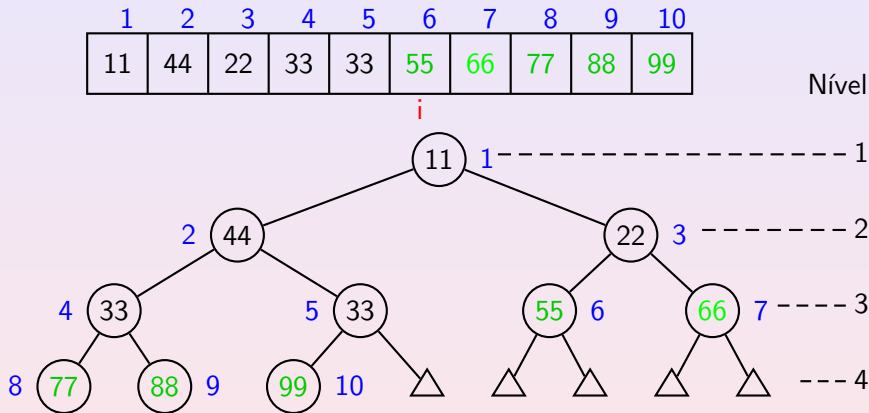 1 2 3 4 5 6 7 8 9 10
11 44 22 33 33 55 66 77 88 99
Nível
i
11 1 1
2 44 22 3 2
4 33 5 33 55 6 66 7 3
8 77 88 9 99 10 4